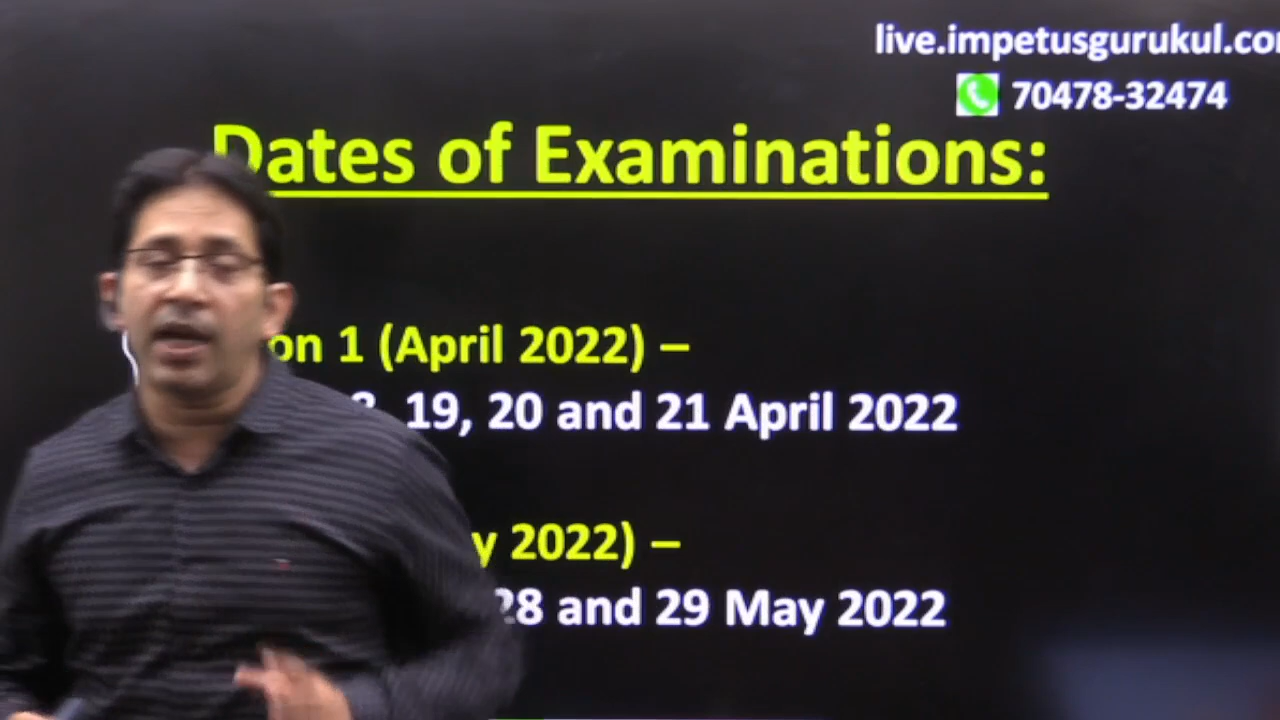 live.impetusgurukul.co
70478-32474
Dates of Examinations:
1 (April 2022) –
19, 20 and 21 April 2022
2022) –
28 and 29 May 2022